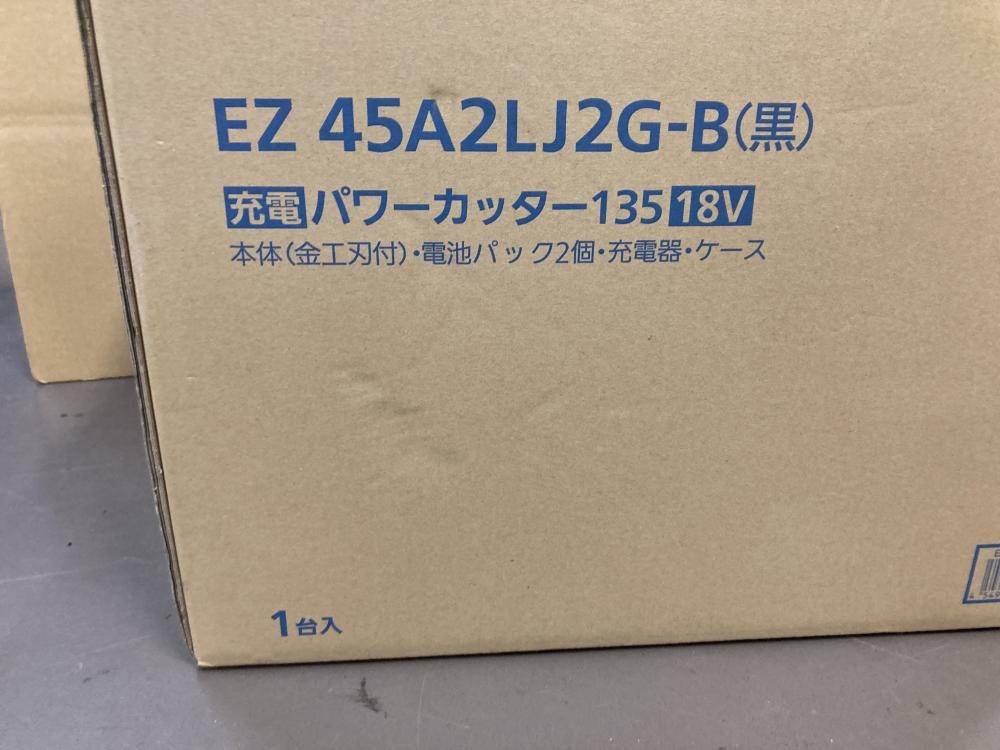 EZ 45A2LJ2G-B(黒)
充電パワーカッター135 18V
本体(金工刃付)・電池パック2個・充電器・ケース
1台入